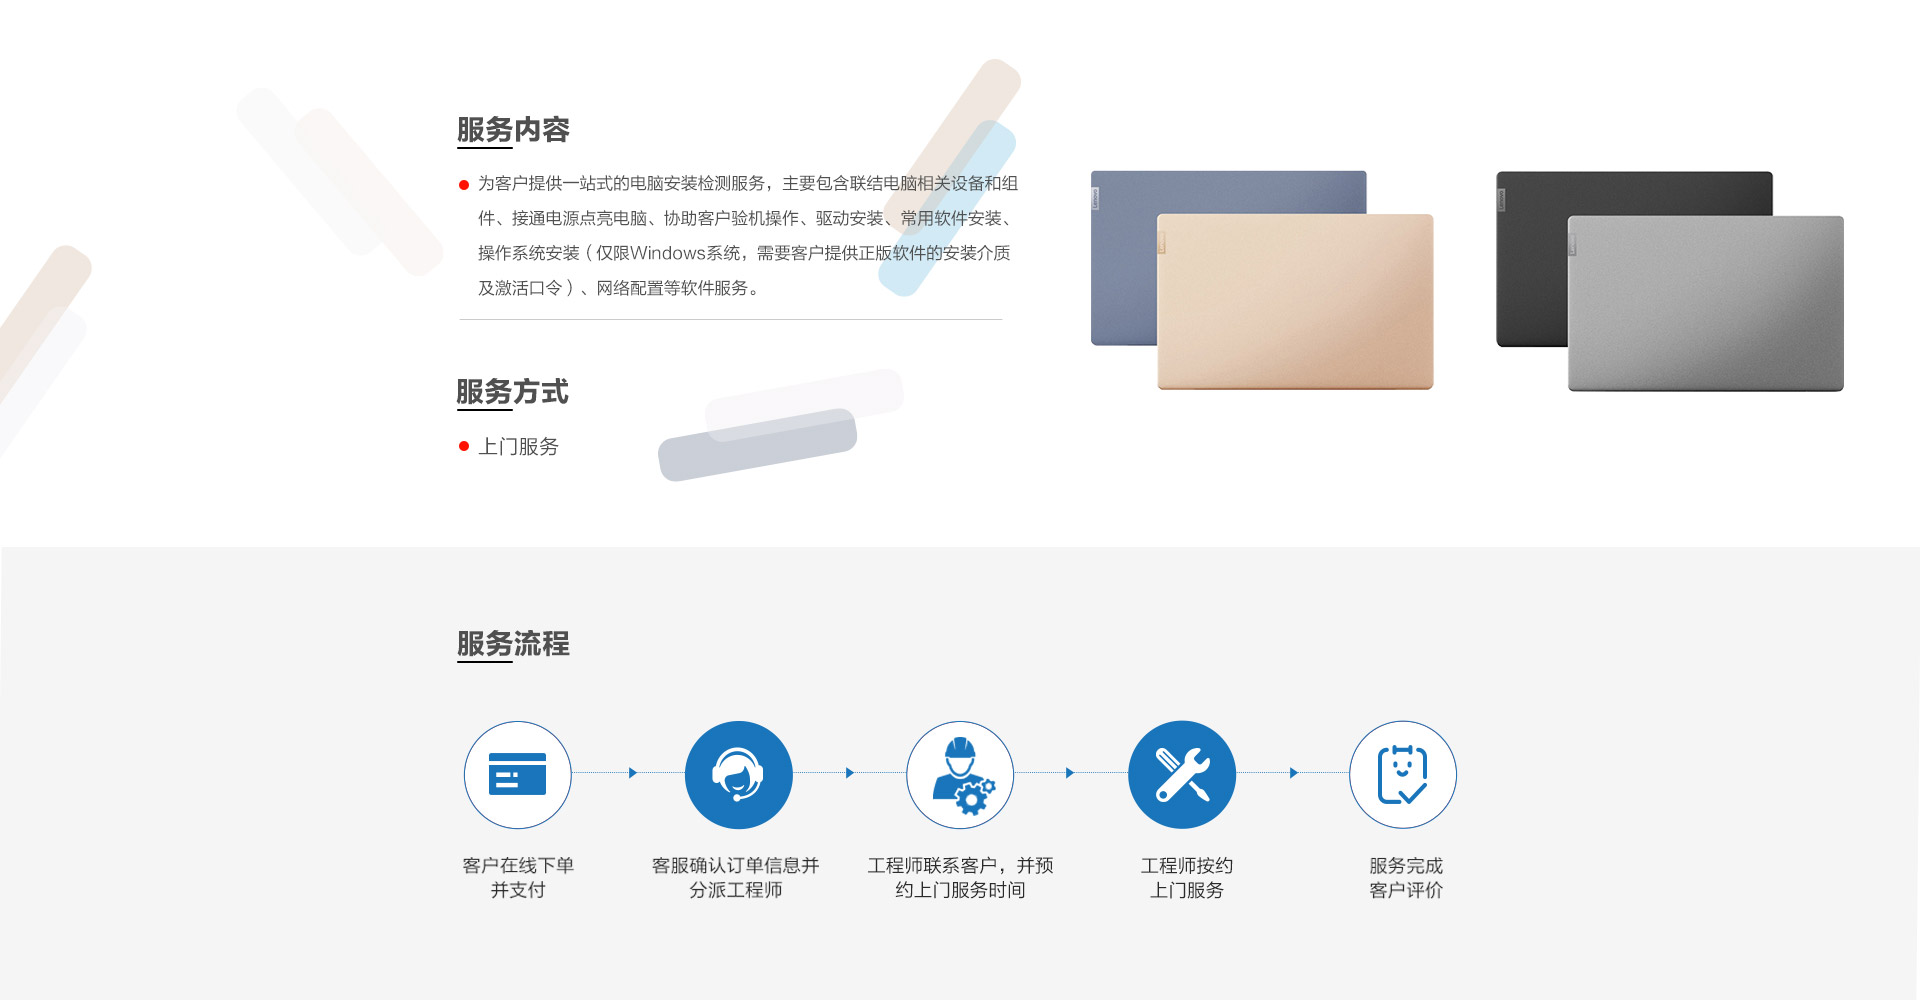 服务内容
为客户提供一站式的电脑安装检测服务，主要包含联结电脑相关设备和组
件、接通电源点亮电脑、协助客户验机操作、驱动安装、常用软件安装、
操作系统安装（仅限Windows系统，需要客户提供正版软件的安装介质
及激活口令）、网络配置等软件服务。
服务方式
上门服务
Lenovo
Lenovo
服务流程
客户在线下单
并支付
客服确认订单信息并
分派工程师
工程师联系客户，并预
约上门服务时间
工程师按约
上门服务
服务完成
客户评价